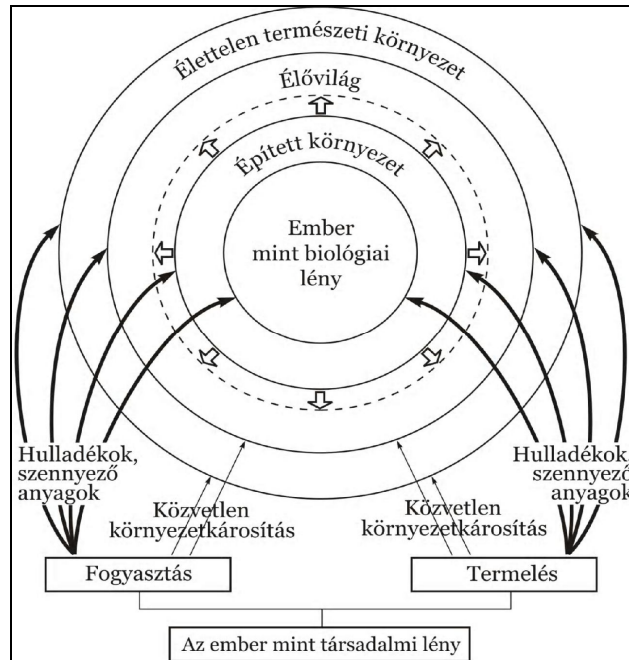 Élettelen természeti környezet
Élővilág
Épített környezet
Ember
mint biológiai
lény
Hulladékok,
szennyező
anyagok
Hulladékok,
szennyező
anyagok
Közvetlen
környezetkárosítás
Közvetlen
környezetkárosítás
Fogyasztás
Termelés
Az ember mint társadalmi lény